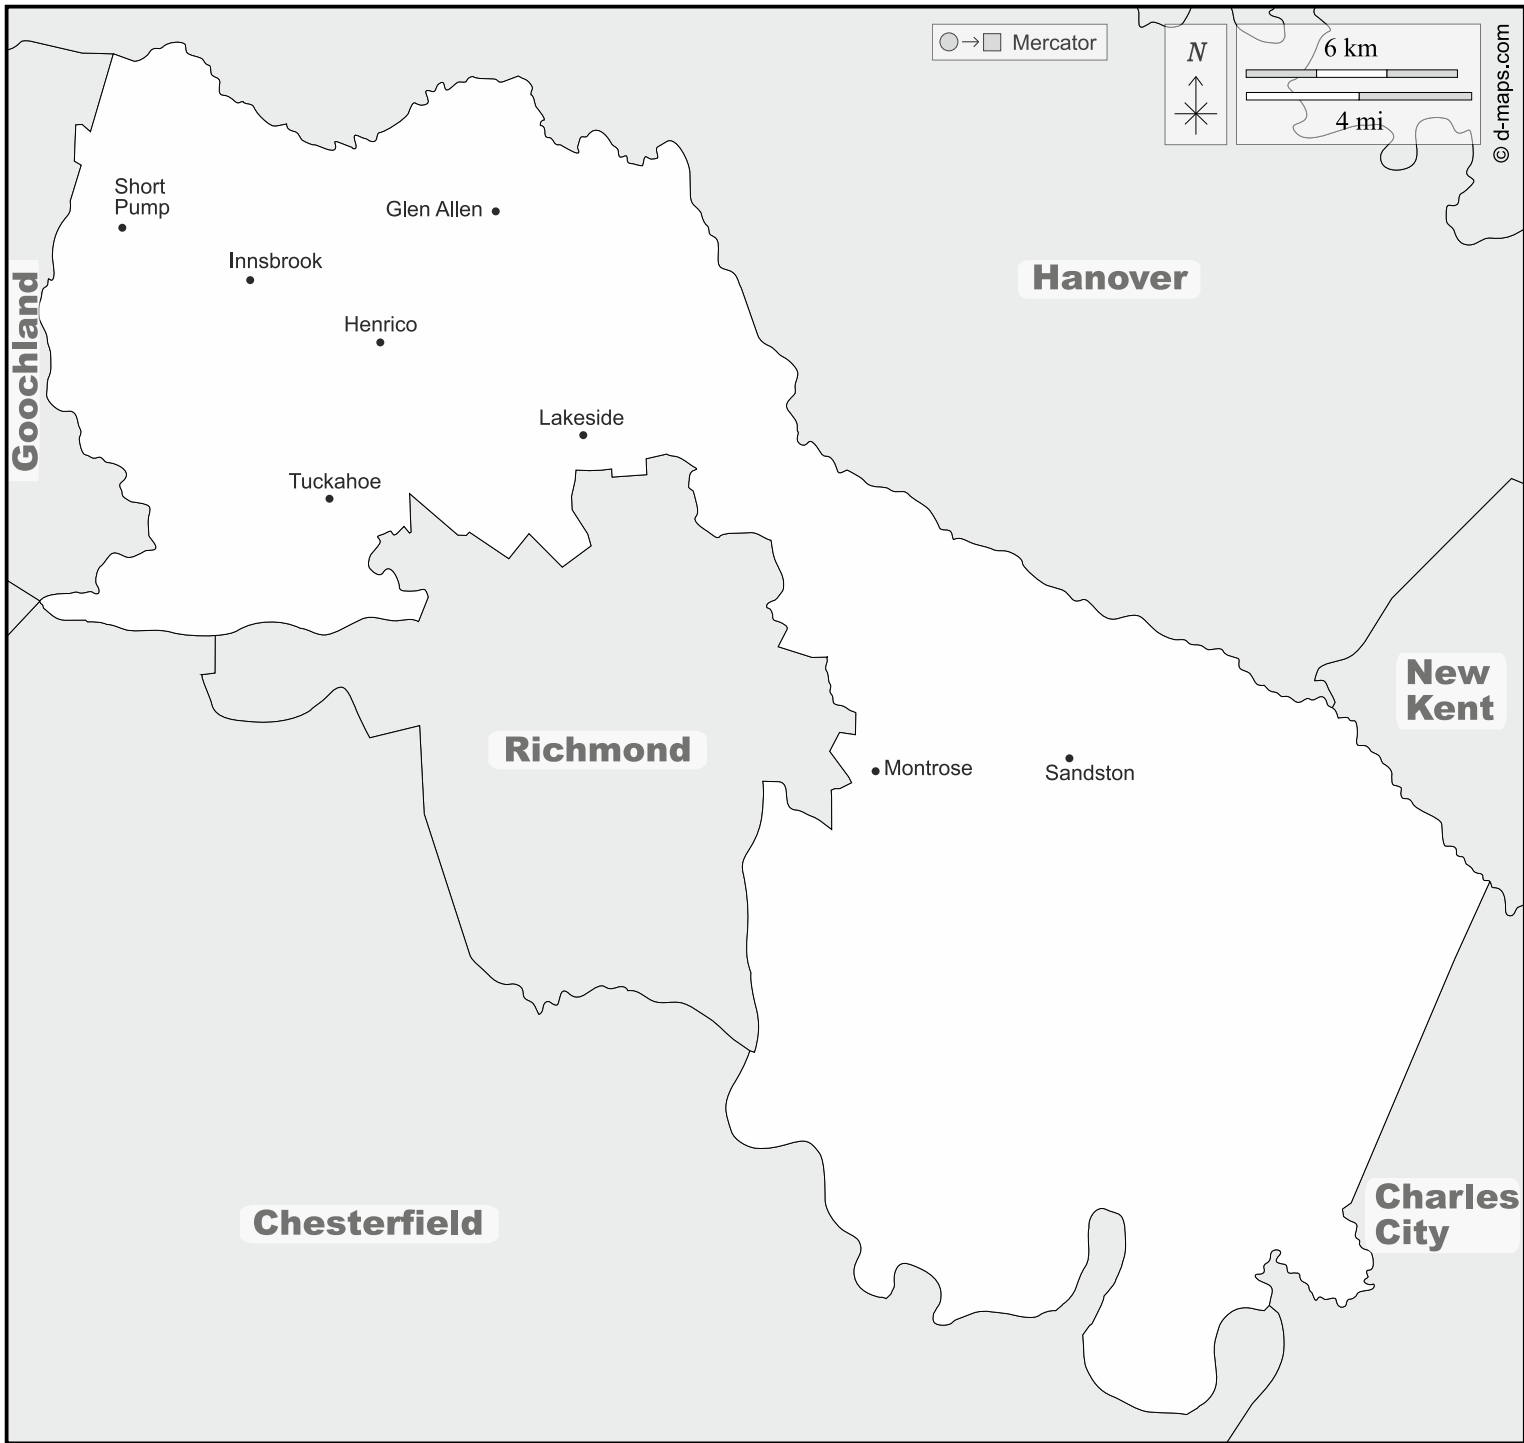 Mercator
N
6 km
4 mi
© d-maps.com
Short
Pump
Glen Allen
Innsbrook
Hanover
Goochland
Henrico
Lakeside
Tuckahoe
New
Kent
Richmond
Montrose
Sandston
Chesterfield
Charles
City